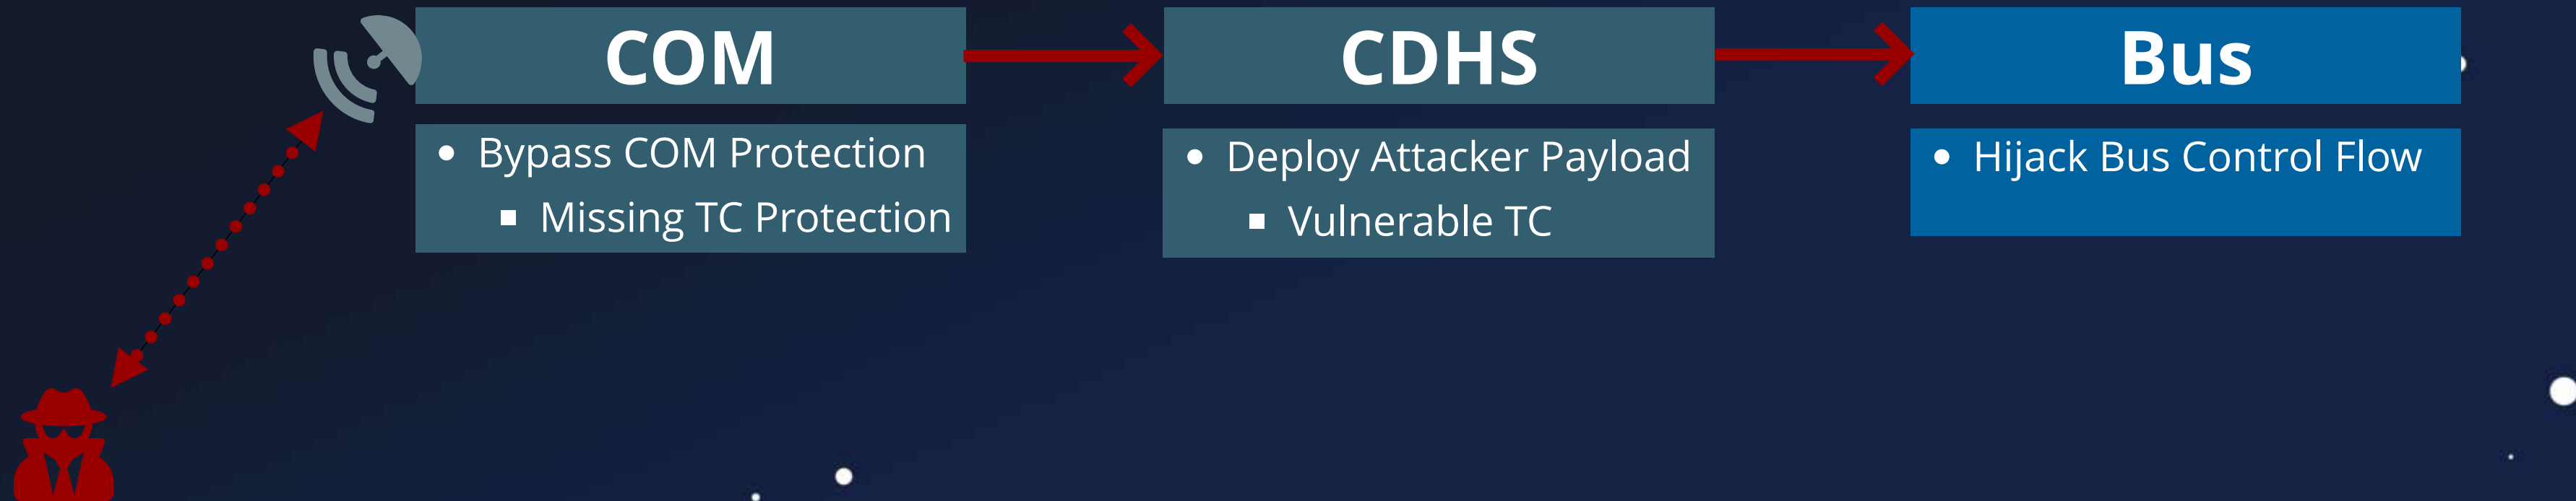 COM
CDHS
Bus
• Bypass COM Protection
▪ Missing TC Protection
• Deploy Attacker Payload
▪ Vulnerable TC
• Hijack Bus Control Flow